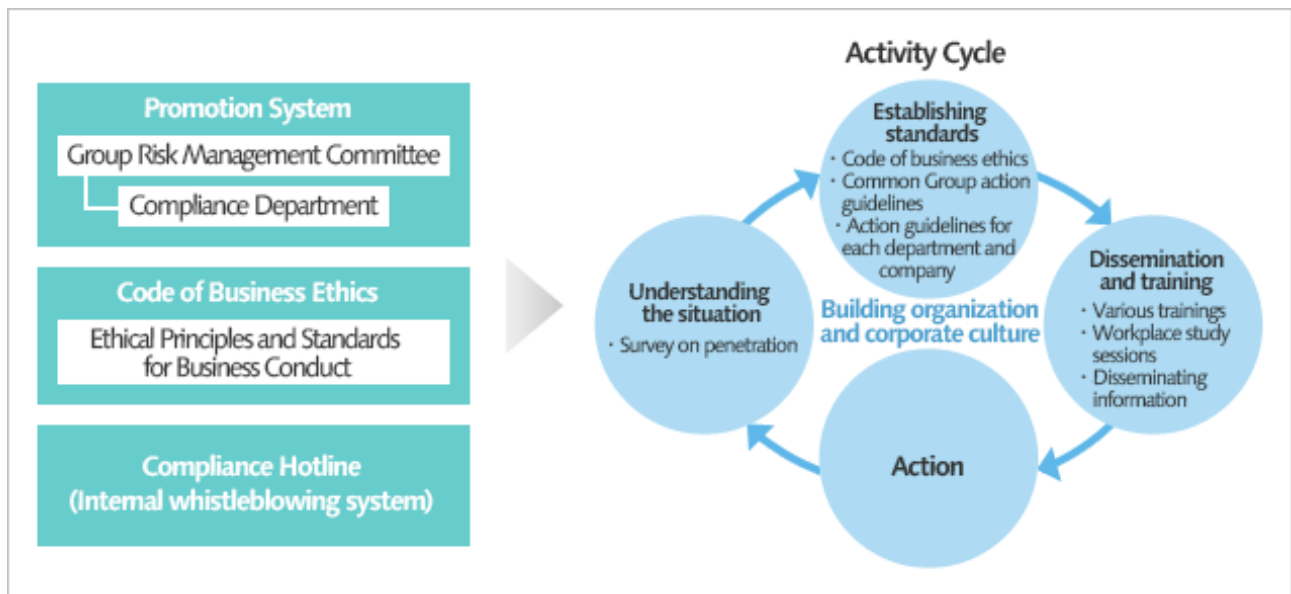 Promotion System
Group Risk Management Committee
Compliance Department
Code of Business Ethics
Ethical Principles and Standards
for Business Conduct
Compliance Hotline
(Internal whistleblowing system)
Activity Cycle
Establishing
standards
・Code of business ethics
・Common Group action
guidelines
・Action guidelines for
each department and
company
Dissemination
and training
・Various trainings
・Workplace study
sessions
・Disseminating
information
Action
Understanding
the situation
・Survey on penetration
Building organization
and corporate culture